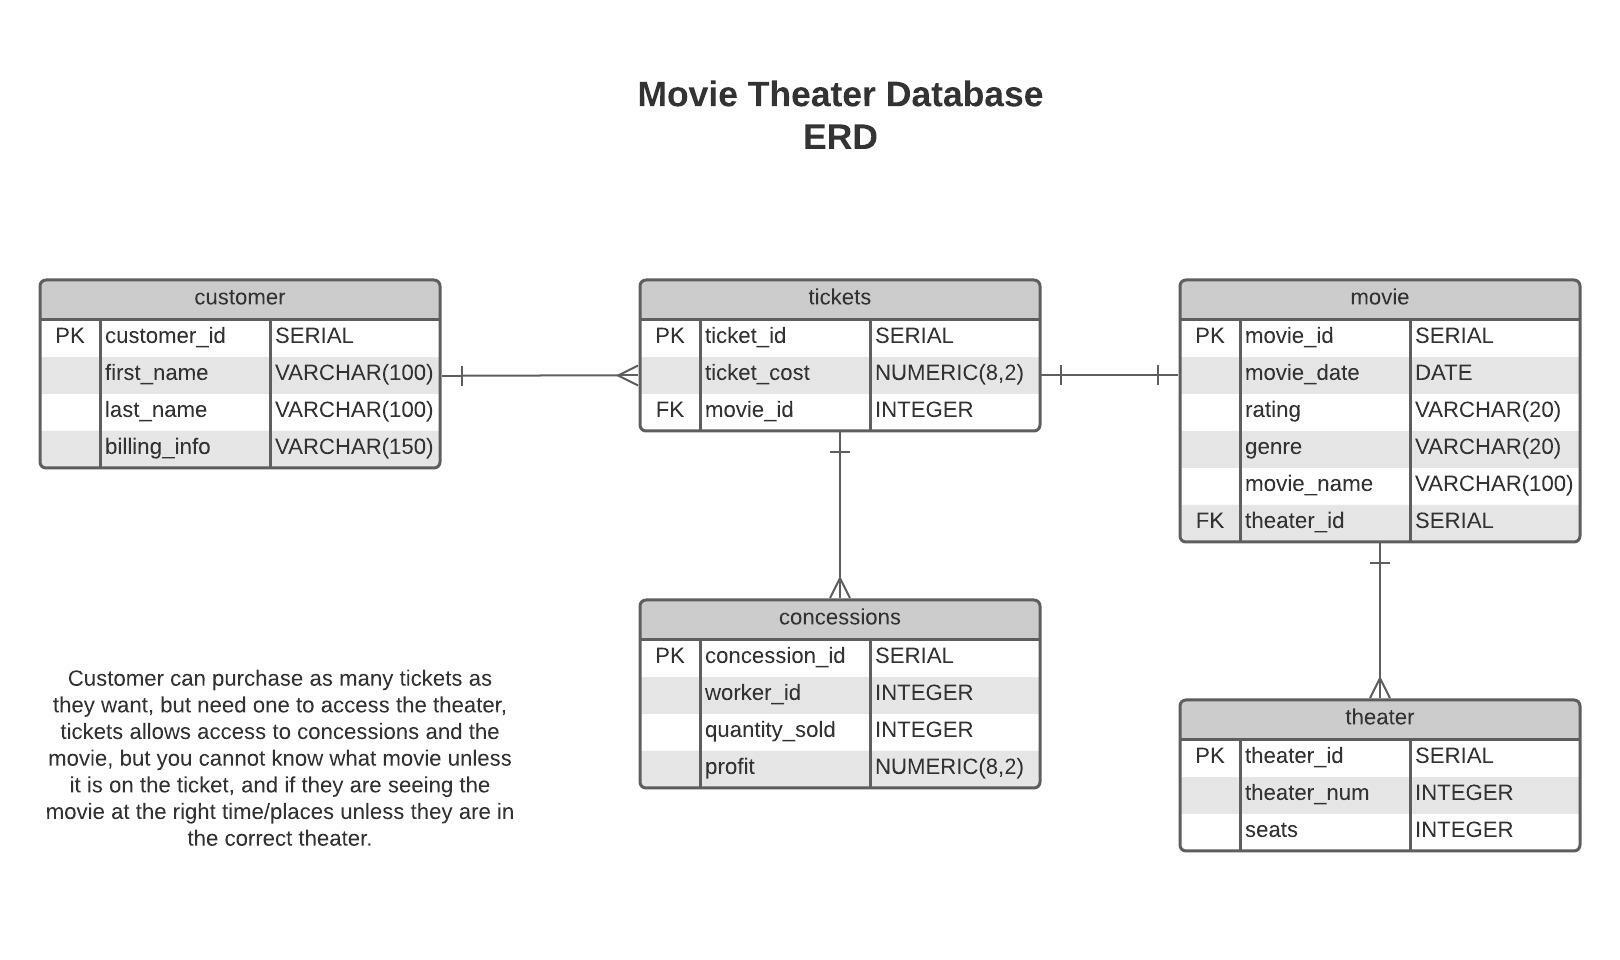 Movie Theater Database
ERD
customer
PK customer_id SERIAL
first_name VARCHAR(100)
last_name VARCHAR(100)
billing_info VARCHAR(150)
tickets
PK ticket_id SERIAL
ticket_cost NUMERIC(8,2)
FK movie_id INTEGER
movie
PK movie_id SERIAL
movie_date DATE
rating VARCHAR(20)
genre VARCHAR(20)
movie_name VARCHAR(100)
FK theater_id SERIAL
concessions
PK concession_id SERIAL
worker_id INTEGER
quantity_sold INTEGER
profit NUMERIC(8,2)
theater
PK theater_id SERIAL
theater_num INTEGER
seats INTEGER
Customer can purchase as many tickets as
they want, but need one to access the theater,
tickets allows access to concessions and the
movie, but you cannot know what movie unless
it is on the ticket, and if they are seeing the
movie at the right time/places unless they are in
the correct theater.